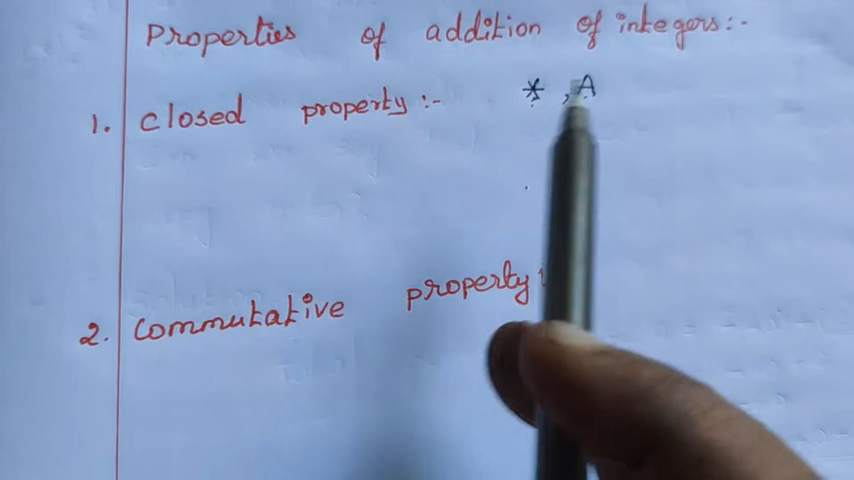 Properties of addition of integers:-
1. closed property:- * , A
2. commutative property